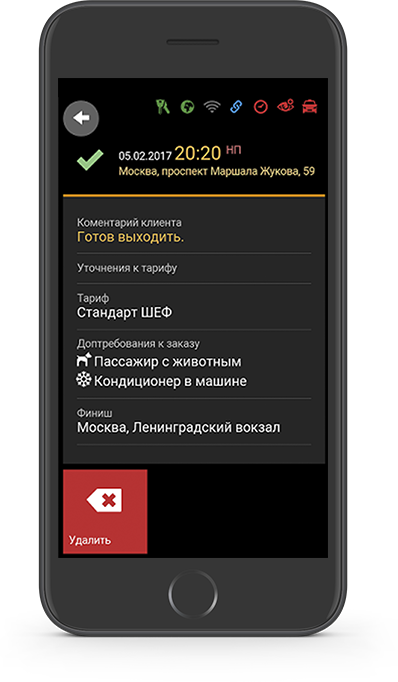 05.02.2017 20:20 НП
Москва, проспект Маршала Жукова, 59
Коментарий клиента
Готов выходить.
Уточнения к тарифу
Тариф
Стандарт ШЕФ
Доптребования к заказу
Пассажир с животным
Кондиционер в машине
Финиш
Москва, Ленинградский вокзал
Удалить